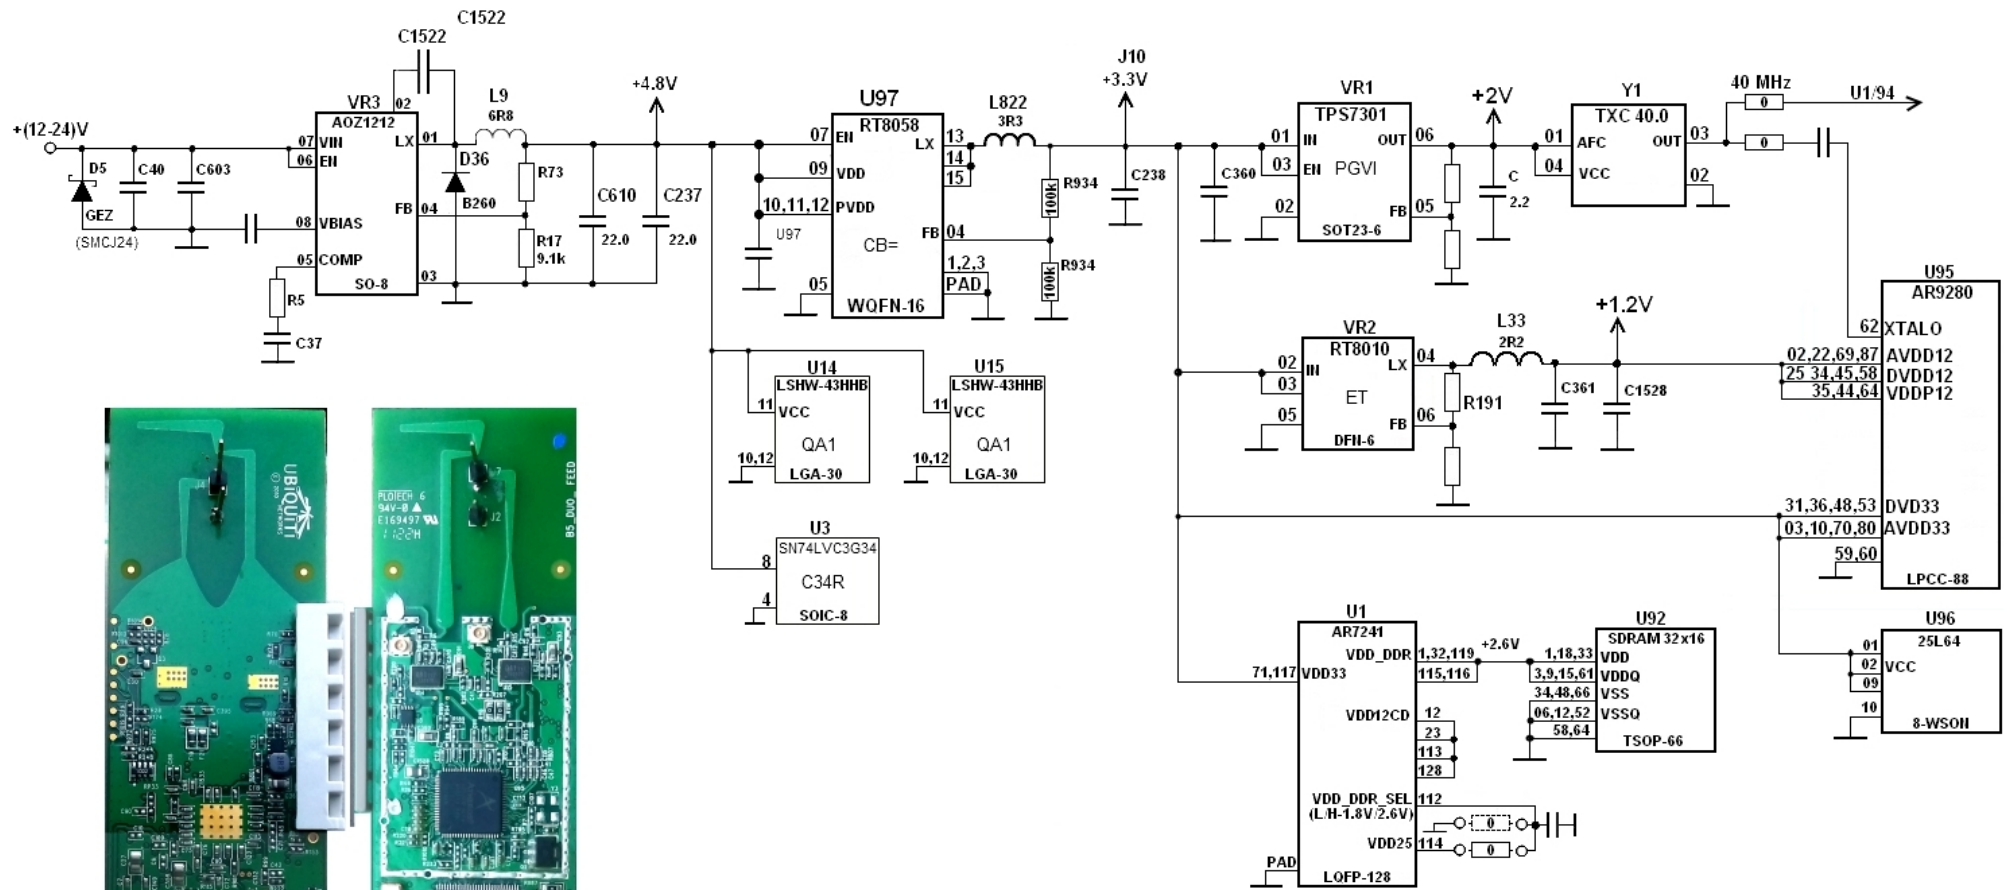 +(12-24)V
D5
GEZ
(SMCJ24)
C40
C603
C1522
C1522
VR3
02
AOZ1212
07 VIN
06 EN
LX 01
FB 04
08 VBIAS
05 COMP
03
SO-8
R5
C37
L9
6R8
D36
B260
R73
R17
9.1k
C610
22.0
C237
22.0
+4.8V
U97
RT8058
07 EN
09 VDD
10,11,12 PVDD
U97
CB=
05
WQFN-16
LX 13
14
15
FB 04
1,2,3
PAD
L822
3R3
R934
100k
R934
100k
J10
+3.3V
C238
C360
VR1
TPS7301
01 IN
03 EN
PGVI
02
OUT 06
FB 05
SOT23-6
+2V
C
2.2
Y1
TXC 40.0
01 AFC
04 VCC
OUT 03
02
40 MHz
0
U1/94
0
U14
LSHW-43HHB
11 VCC
QA1
10,12
LGA-30
U15
LSHW-43HHB
11 VCC
QA1
10,12
LGA-30
U3
SN74LVC3G34
8
C34R
4
SOIC-8
VR2
RT8010
02 IN
03
ET
05
LX 04
FB 06
DFN-6
L33
2R2
R191
C361
C1528
+1.2V
U95
AR9280
62 XTALO
02,22,69,87 AVDD12
25 34,45,58 DVDD12
35,44,64 VDDP12
31,36,48,53 DVD33
03,10,70,80 AVDD33
59,60
LPCC-88
U96
25L64
01
02 VCC
09
10
8-WSON
U1
AR7241
71,117 VDD33
VDD_DDR 1,32,119
115,116
VDD12CD 12
23
113
128
VDD_DDR_SEL 112
(L/H-1.8V/2.6V)
VDD25 114
PAD
LQFP-128
0
0
+2.6V
U92
SDRAM 32x16
1,18,33 VDD
3,9,15,61 VDDQ
34,48,66 VSS
06,12,52 VSSQ
58,64
TSOP-66
UBIQUITI
NETWORKS
PLOTECH 6
94V-0
E169497
1122H
J2
B5_DUO_FEED